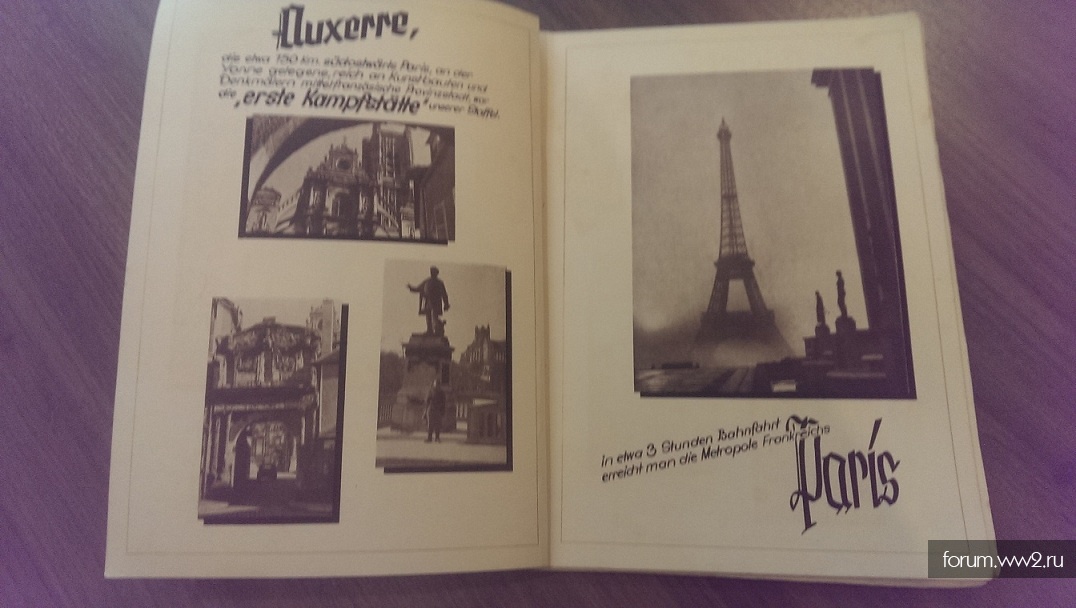 Auxerre,
die etwa 150 km südostwärts Paris, an der
Yonne gelegene, reich an Kunstbauten und
Denkmälern mittelfranzösische Provinzstadt, war
die „erste Kampfstätte“ unserer Staffel.
in etwa 3 Stunden Bahnfahrt
erreicht man die Metropole Frankreichs
Paris
forum.ww2.ru